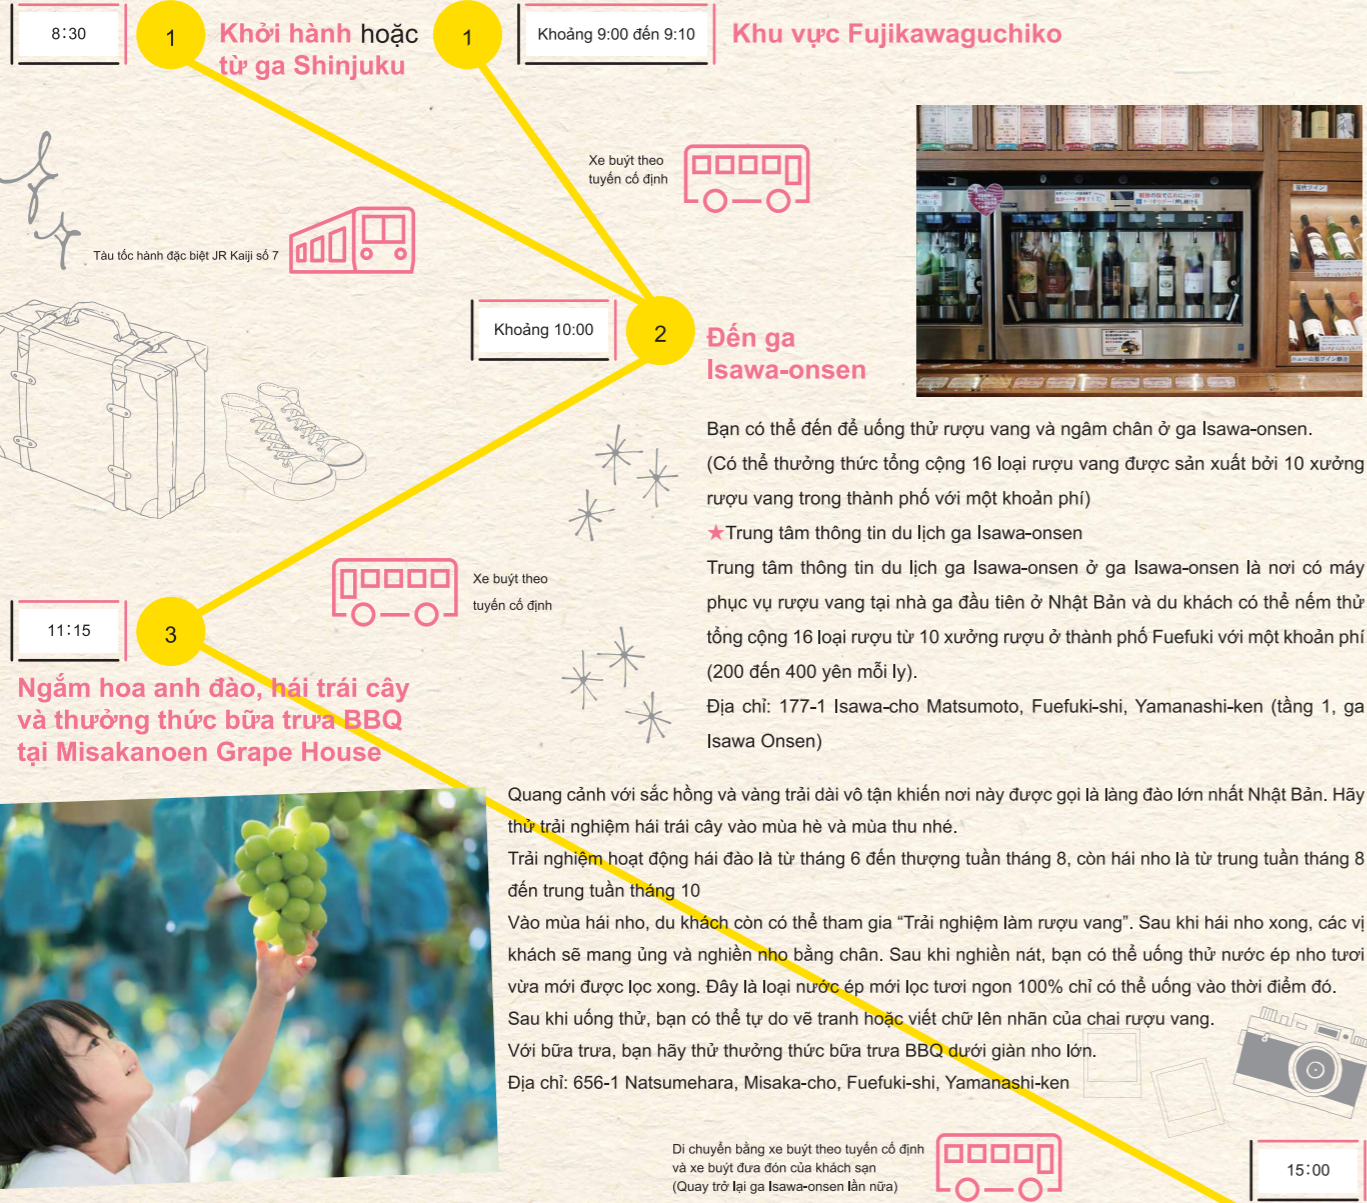 8:30
1
Khởi hành hoặc
từ ga Shinjuku
1
Khoảng 9:00 đến 9:10
Khu vực Fujikawaguchiko
Xe buýt theo
tuyến cố định
Tàu tốc hành đặc biệt JR Kaiji số 7
Khoảng 10:00
2
Đến ga
Isawa-onsen
Bạn có thể đến để uống thử rượu vang và ngâm chân ở ga Isawa-onsen.
(Có thể thưởng thức tổng cộng 16 loại rượu vang được sản xuất bởi 10 xưởng
rượu vang trong thành phố với một khoản phí)
★Trung tâm thông tin du lịch ga Isawa-onsen
Trung tâm thông tin du lịch ga Isawa-onsen ở ga Isawa-onsen là nơi có máy
phục vụ rượu vang tại nhà ga đầu tiên ở Nhật Bản và du khách có thể nếm thử
tổng cộng 16 loại rượu từ 10 xưởng rượu ở thành phố Fuefuki với một khoản phí
(200 đến 400 yên mỗi ly).
Địa chỉ: 177-1 Isawa-cho Matsumoto, Fuefuki-shi, Yamanashi-ken (tầng 1, ga
Isawa Onsen)
Xe buýt theo
tuyến cố định
11:15
3
Ngắm hoa anh đào, hái trái cây
và thưởng thức bữa trưa BBQ
tại Misakanoen Grape House
Quang cảnh với sắc hồng và vàng trải dài vô tận khiến nơi này được gọi là làng đào lớn nhất Nhật Bản. Hãy
thử trải nghiệm hái trái cây vào mùa hè và mùa thu nhé.
Trải nghiệm hoạt động hái đào là từ tháng 6 đến thượng tuần tháng 8, còn hái nho là từ trung tuần tháng 8
đến trung tuần tháng 10
Vào mùa hái nho, du khách còn có thể tham gia “Trải nghiệm làm rượu vang”. Sau khi hái nho xong, các vị
khách sẽ mang ủng và nghiền nho bằng chân. Sau khi nghiền nát, bạn có thể uống thử nước ép nho tươi
vừa mới được lọc xong. Đây là loại nước ép mới lọc tươi ngon 100% chỉ có thể uống vào thời điểm đó.
Sau khi uống thử, bạn có thể tự do vẽ tranh hoặc viết chữ lên nhãn của chai rượu vang.
Với bữa trưa, bạn hãy thử thưởng thức bữa trưa BBQ dưới giàn nho lớn.
Địa chỉ: 656-1 Natsumehara, Misaka-cho, Fuefuki-shi, Yamanashi-ken
Di chuyển bằng xe buýt theo tuyến cố định
và xe buýt đưa đón của khách sạn
(Quay trở lại ga Isawa-onsen lần nữa)
15:00